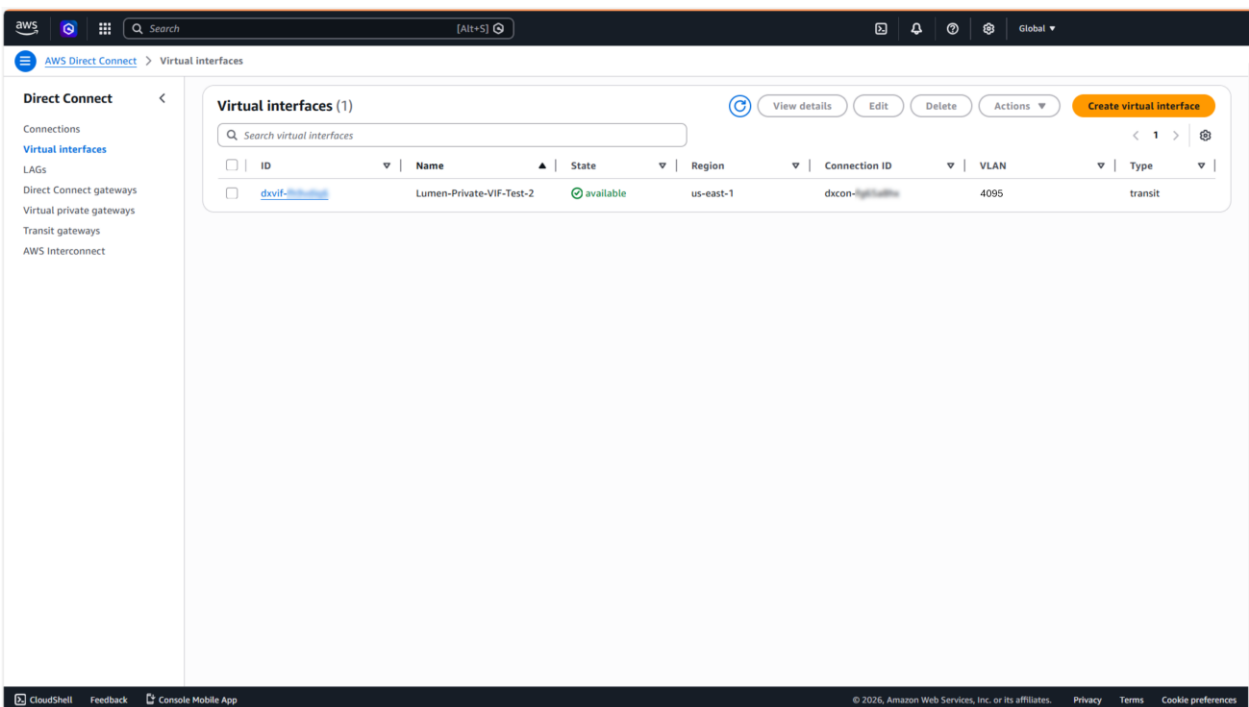 aws Search [Alt+S] Global
AWS Direct Connect > Virtual interfaces
Direct Connect
Connections
Virtual interfaces
LAGs
Direct Connect gateways
Virtual private gateways
Transit gateways
AWS Interconnect
Virtual interfaces (1) View details Edit Delete Actions Create virtual interface
Search virtual interfaces < 1 >
ID Name State Region Connection ID VLAN Type
dxvif- Lumen-Private-VIF-Test-2 available us-east-1 dxcon- 4095 transit
CloudShell Feedback Console Mobile App © 2026, Amazon Web Services, Inc. or its affiliates. Privacy Terms Cookie preferences